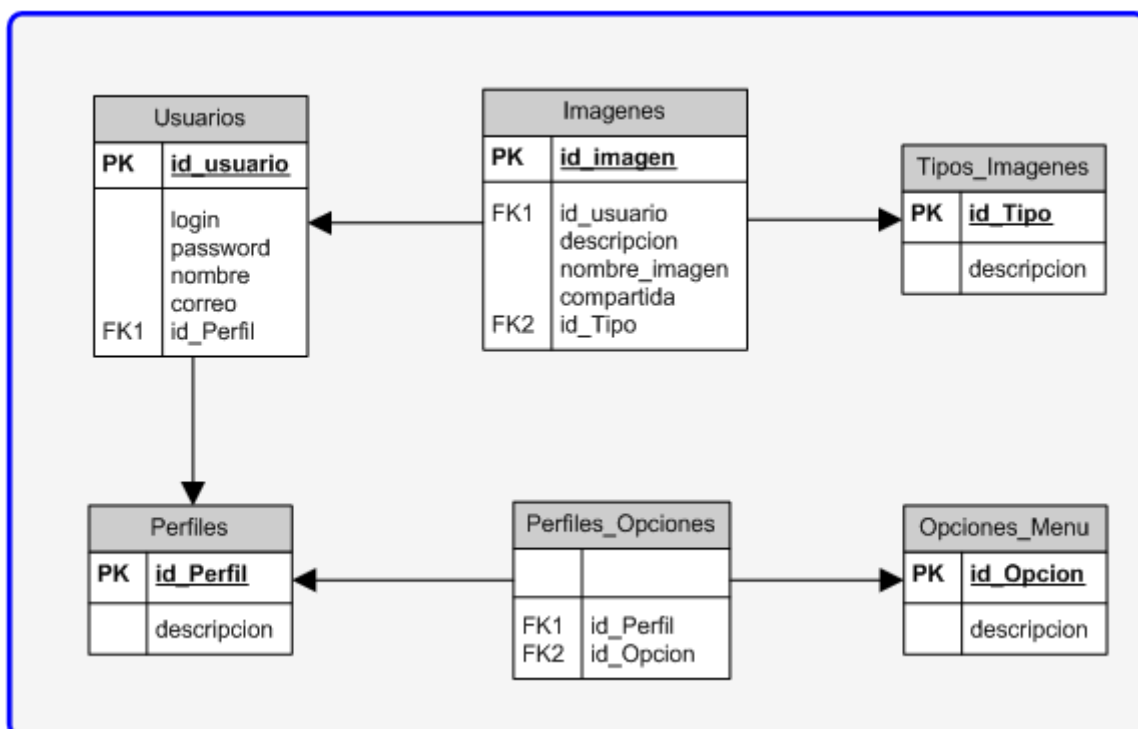 Usuarios
PK id_usuario
login
password
nombre
correo
FK1 id_Perfil
Imagenes
PK id_imagen
FK1 id_usuario
descripcion
nombre_imagen
compartida
FK2 id_Tipo
Tipos_Imagenes
PK id_Tipo
descripcion
Perfiles
PK id_Perfil
descripcion
Perfiles_Opciones
FK1 id_Perfil
FK2 id_Opcion
Opciones_Menu
PK id_Opcion
descripcion